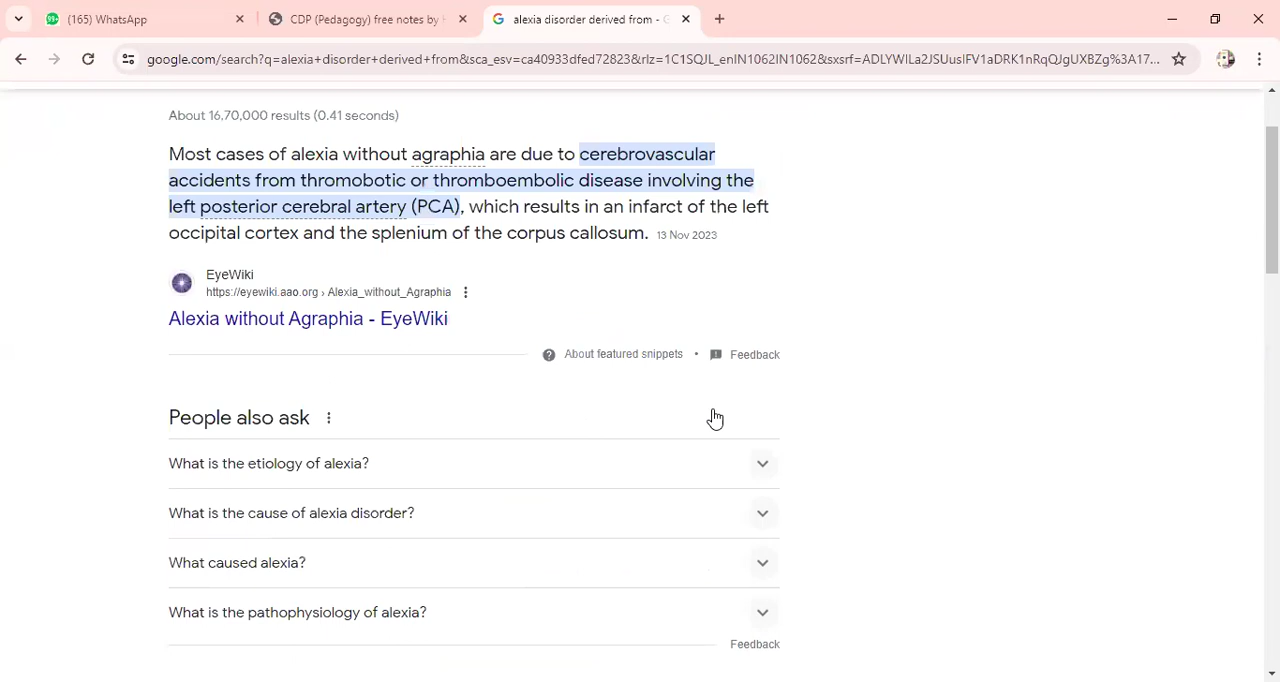 (165) WhatsApp
CDP (Pedagogy) free notes by
alexia disorder derived from - G
google.com/search?q=alexia+disorder+derived+from&sca_esv=ea40933dfed72823&rlz=1C1SQJL_enIN1062IN1062&sxsrf=ADLYWILa2JSUusIFV1aDRK1nRqQJgUXBZg%3A17...
About 16,70,000 results (0.41 seconds)
Most cases of alexia without agraphia are due to cerebrovascular
accidents from thromobotic or thromboembolic disease involving the
left posterior cerebral artery (PCA), which results in an infarct of the left
occipital cortex and the splenium of the corpus callosum. 13 Nov 2023
EyeWiki
https://eyewiki.aao.org › Alexia_without_Agraphia
Alexia without Agraphia - EyeWiki
About featured snippets • Feedback
People also ask
What is the etiology of alexia?
What is the cause of alexia disorder?
What caused alexia?
What is the pathophysiology of alexia?
Feedback